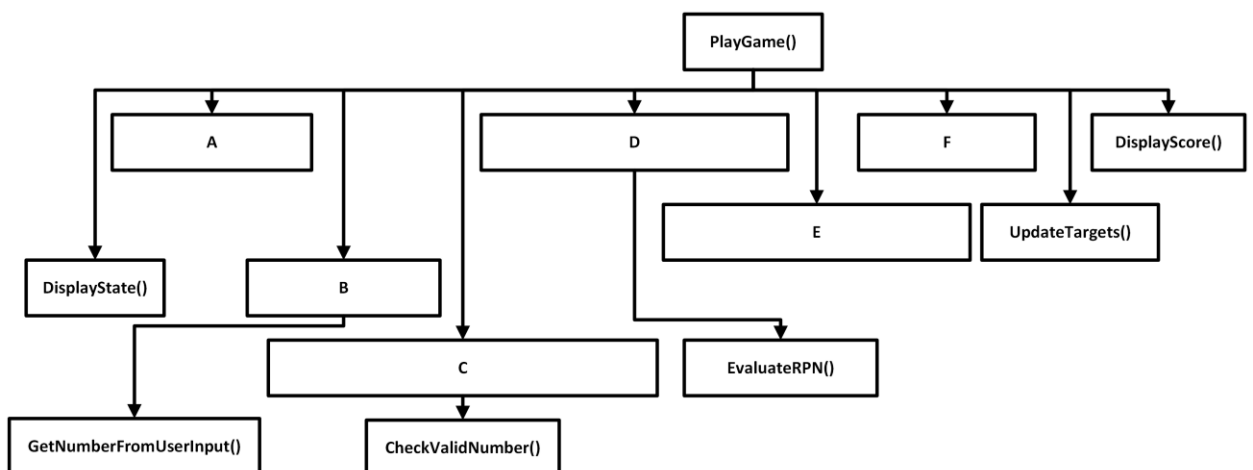 PlayGame()
A
D
F
DisplayScore()
E
UpdateTargets()
DisplayState()
B
C
EvaluateRPN()
GetNumberFromUserInput()
CheckValidNumber()